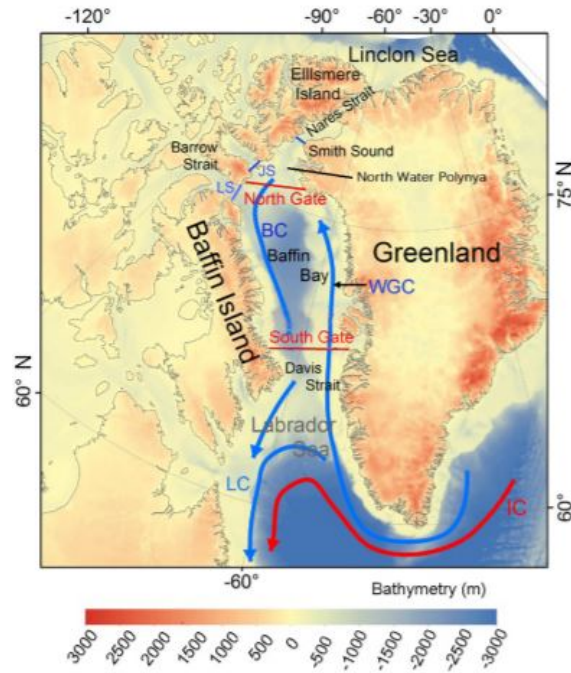 -120° -90° -60° -30° 0°
Linclon Sea
Ellsmere
Island
Nares Strait
Barrow
Strait
Smith Sound
JS
North Water Polynya
LS
North Gate
75° N
BC
Baffin
Bay
Greenland
Baffin Island
WGC
South Gate
Davis
Strait
60° N
Labrador
Sea
LC
IC
60°
-60°
Bathymetry (m)
3000 2500 2000 1500 1000 500 0 -500 -1000 -1500 -2000 -2500 -3000